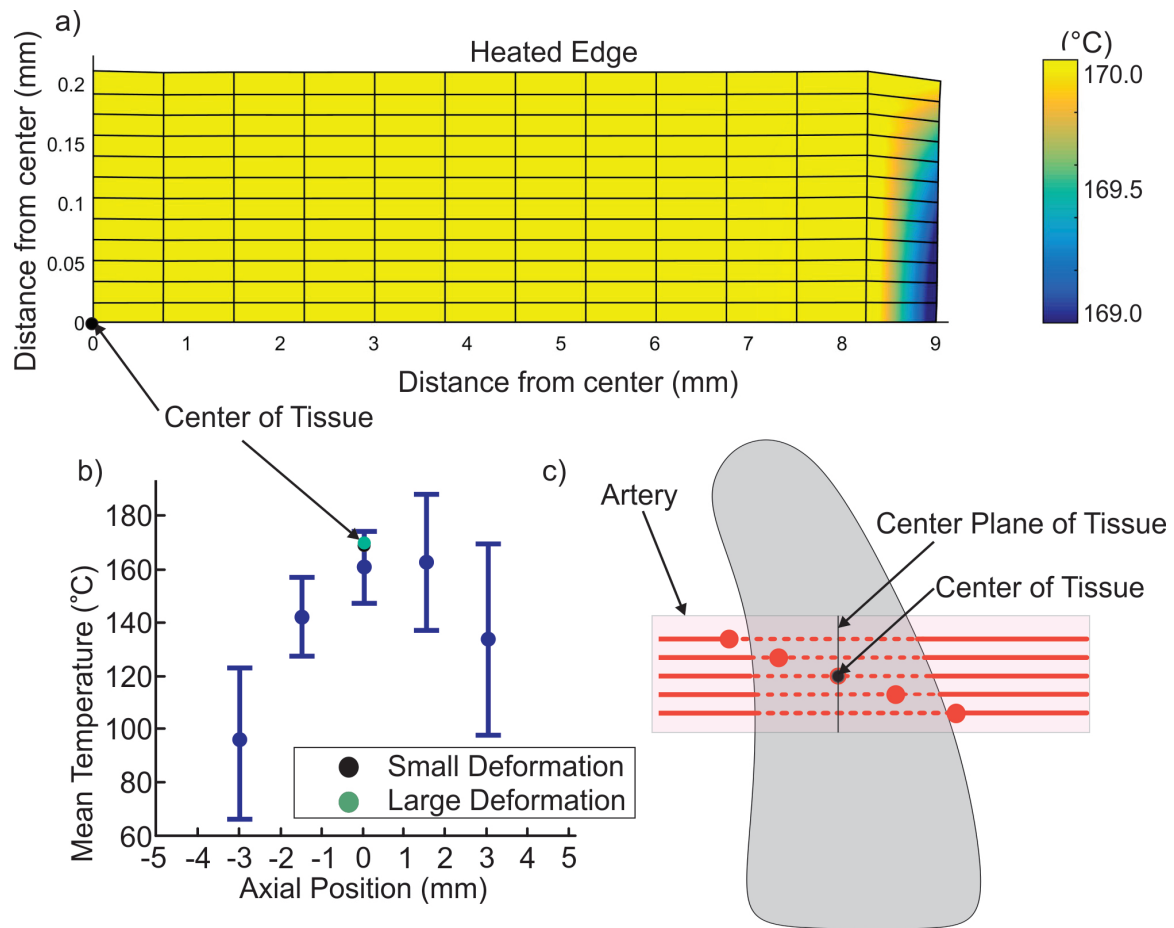 a)
Heated Edge
(°C)
Distance from center (mm)
0.2
0.15
0.1
0.05
0
0 1 2 3 4 5 6 7 8 9
Distance from center (mm)
170.0
169.5
169.0
Center of Tissue
b)
Mean Temperature (°C)
180
160
140
120
100
80
60
-5 -4 -3 -2 -1 0 1 2 3 4 5
Axial Position (mm)
Small Deformation
Large Deformation
c)
Artery
Center Plane of Tissue
Center of Tissue